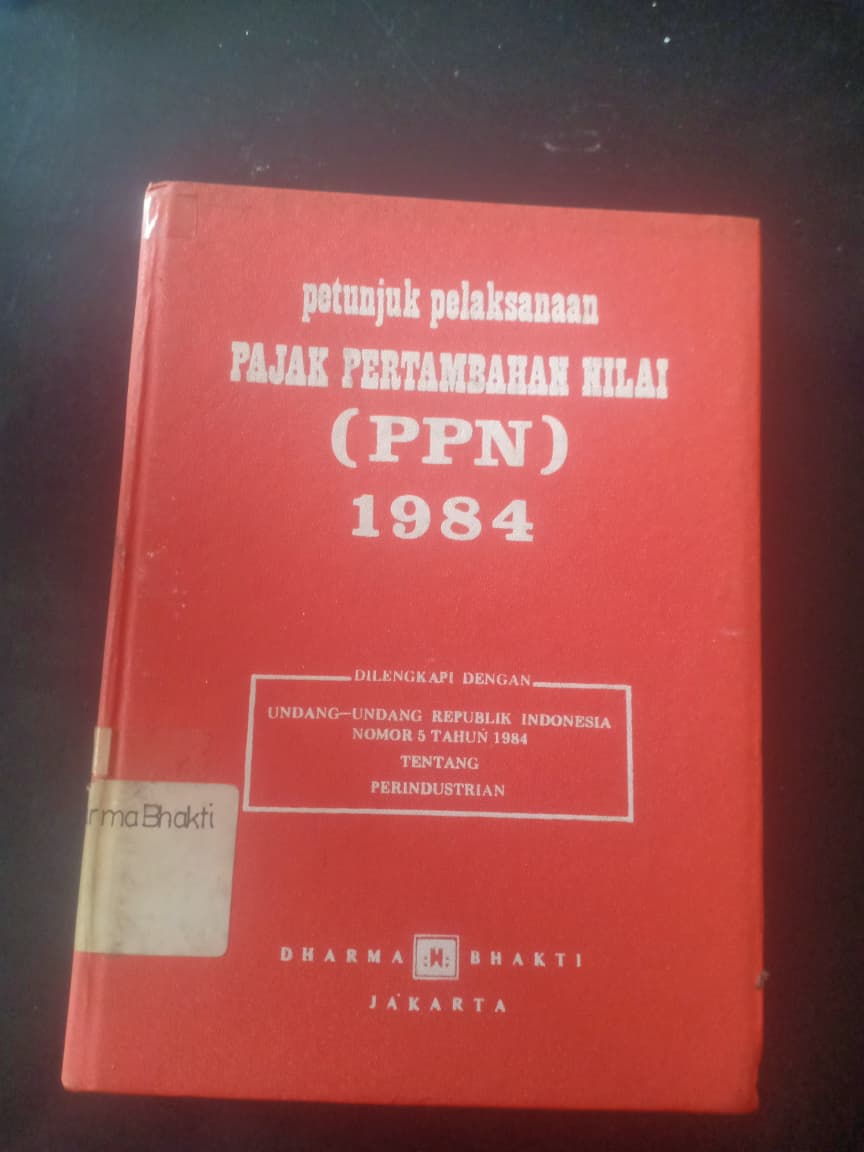 petunjuk pelaksanaan
PAJAK PERTAMBAHAN NILAI
(PPN)
1984
DILENGKAPI DENGAN
UNDANG-UNDANG REPUBLIK INDONESIA
NOMOR 5 TAHUN 1984
TENTANG
PERINDUSTRIAN
rma Bhakti
DHARMA BHAKTI
JAKARTA